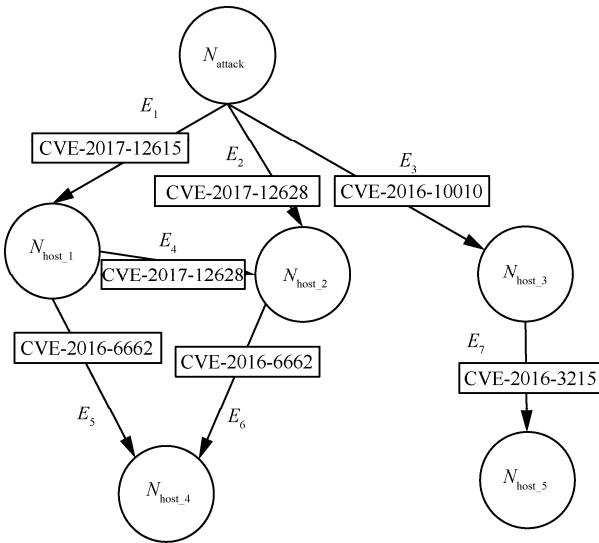 N_attack
E_1
CVE-2017-12615
E_2
CVE-2017-12628
E_3
CVE-2016-10010
N_host_1
E_4
CVE-2017-12628
N_host_2
N_host_3
CVE-2016-6662
CVE-2016-6662
E_7
CVE-2016-3215
E_5
E_6
N_host_4
N_host_5